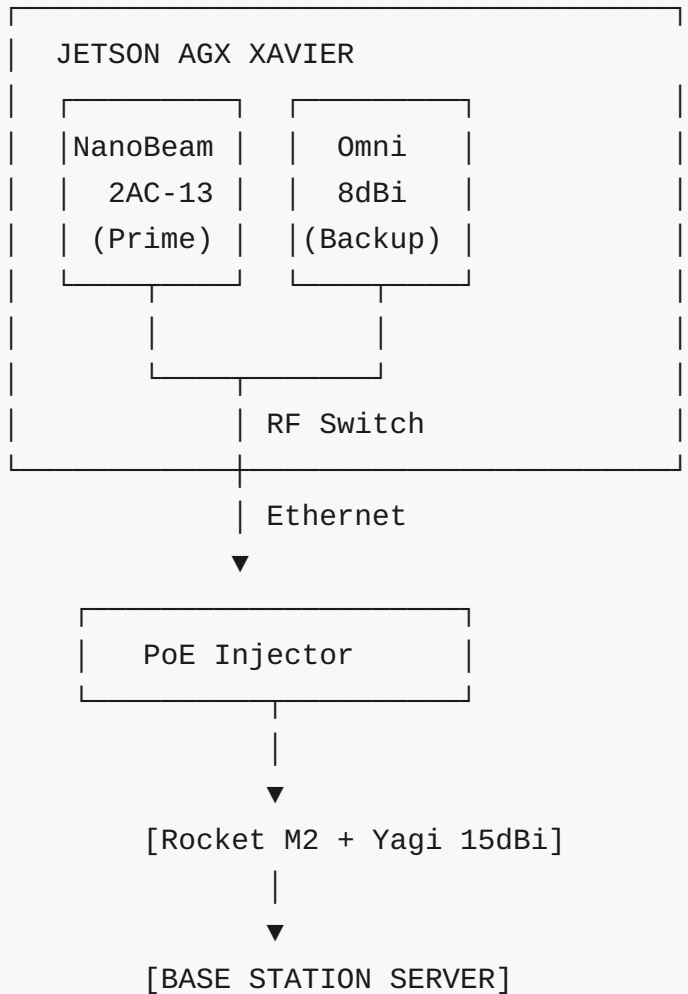 JETSON AGX XAVIER
NanoBeam Omni
2AC-13 8dBi
(Prime) (Backup)
RF Switch
Ethernet
PoE Injector
[Rocket M2 + Yagi 15dBi]
[BASE STATION SERVER]